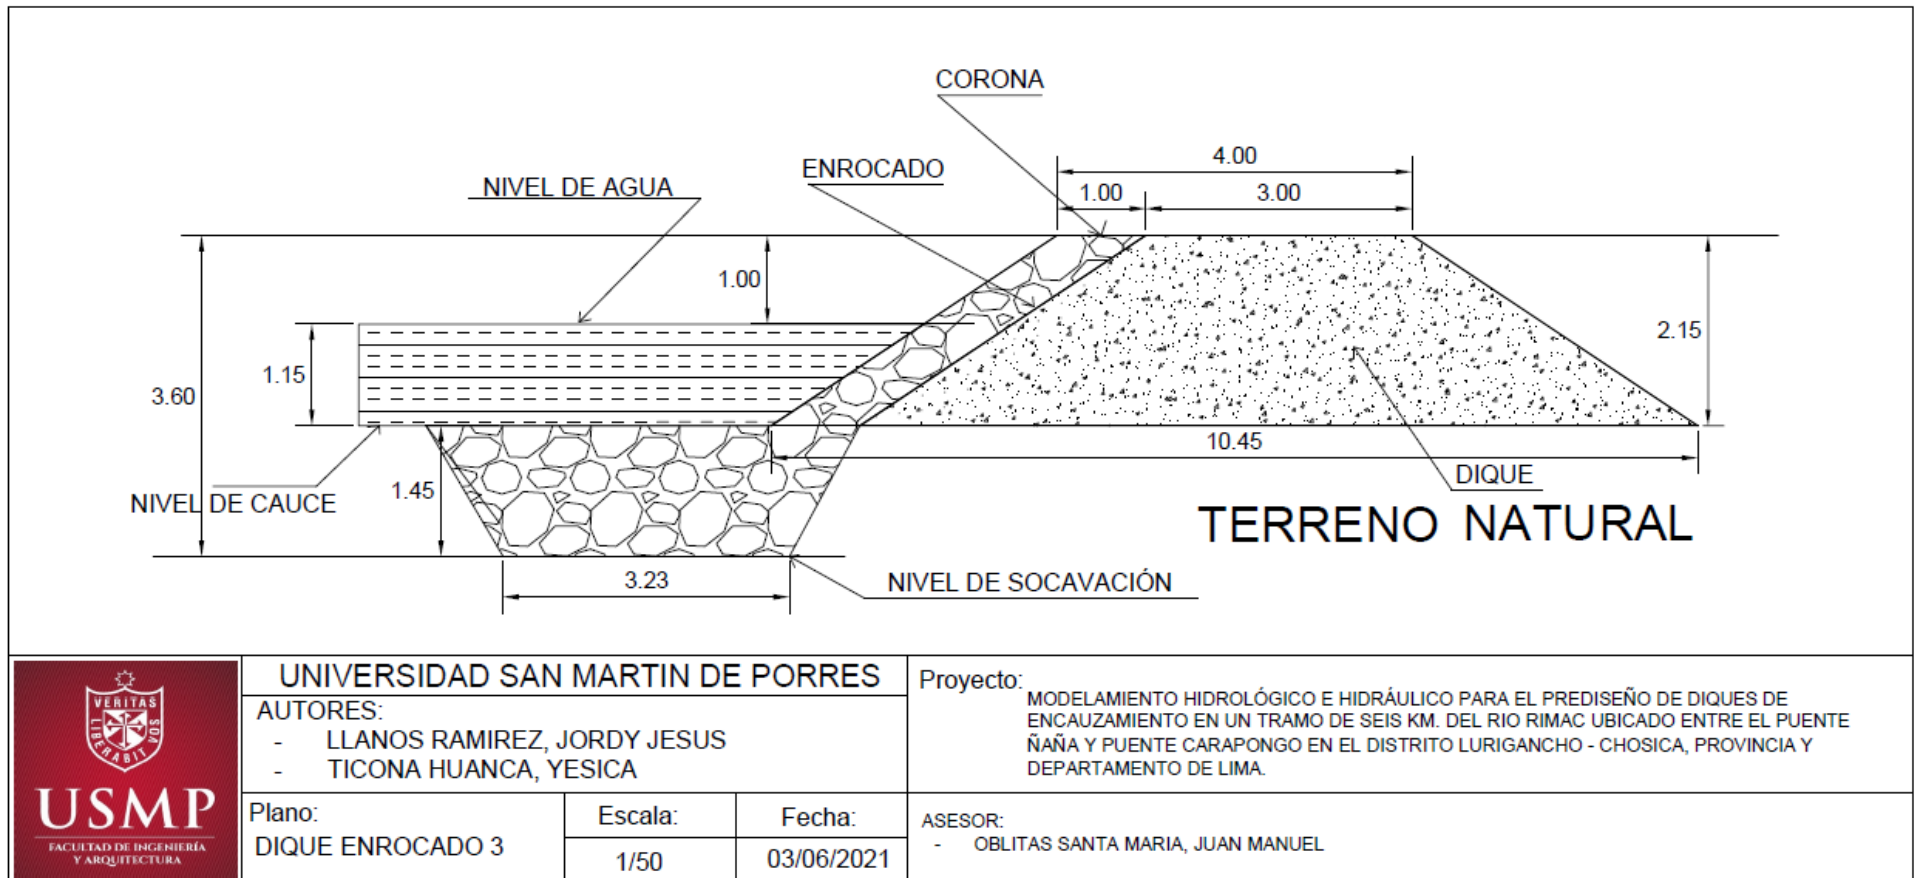 CORONA
4.00
ENROCADO
NIVEL DE AGUA
1.00
3.00
1.00
2.15
1.15
3.60
10.45
DIQUE
1.45
NIVEL DE CAUCE
TERRENO NATURAL
3.23
NIVEL DE SOCAVACIÓN
VERITAS
LIBERABIT VOS
USMP
FACULTAD DE INGENIERÍA
Y ARQUITECTURA
UNIVERSIDAD SAN MARTIN DE PORRES
AUTORES:
- LLANOS RAMIREZ, JORDY JESUS
- TICONA HUANCA, YESICA
Plano:
DIQUE ENROCADO 3
Escala:
1/50
Fecha:
03/06/2021
Proyecto:
MODELAMIENTO HIDROLÓGICO E HIDRÁULICO PARA EL PREDISEÑO DE DIQUES DE
ENCAUZAMIENTO EN UN TRAMO DE SEIS KM. DEL RIO RIMAC UBICADO ENTRE EL PUENTE
ÑAÑA Y PUENTE CARAPONGO EN EL DISTRITO LURIGANCHO - CHOSICA, PROVINCIA Y
DEPARTAMENTO DE LIMA.
ASESOR:
- OBLITAS SANTA MARIA, JUAN MANUEL